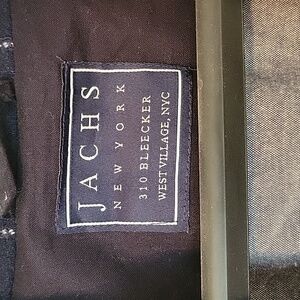 JACHS
NEW YORK
310 BLEECKER
WEST VILLAGE, NYC